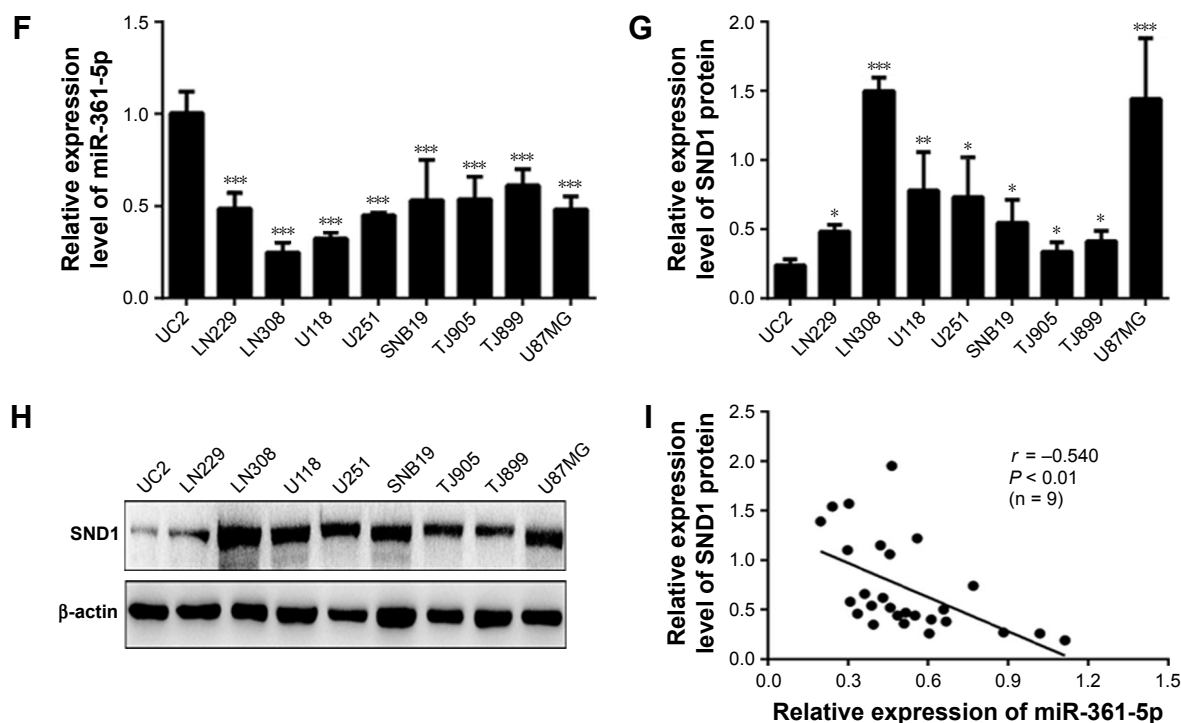 F
Relative expression
level of miR-361-5p
1.5
1.0
0.5
0.0
***
***
***
***
***
***
***
***
UC2
LN229
LN308
U118
U251
SNB19
TJ905
TJ899
U87MG
G
Relative expression
level of SND1 protein
2.0
1.5
1.0
0.5
0.0
*
***
**
*
*
*
*
***
UC2
LN229
LN308
U118
U251
SNB19
TJ905
TJ899
U87MG
H
UC2
LN229
LN308
U118
U251
SNB19
TJ905
TJ899
U87MG
SND1
β-actin
I
Relative expression
level of SND1 protein
2.5
2.0
1.5
1.0
0.5
0.0
r = –0.540
P < 0.01
(n = 9)
0.0
0.3
0.6
0.9
1.2
1.5
Relative expression of miR-361-5p